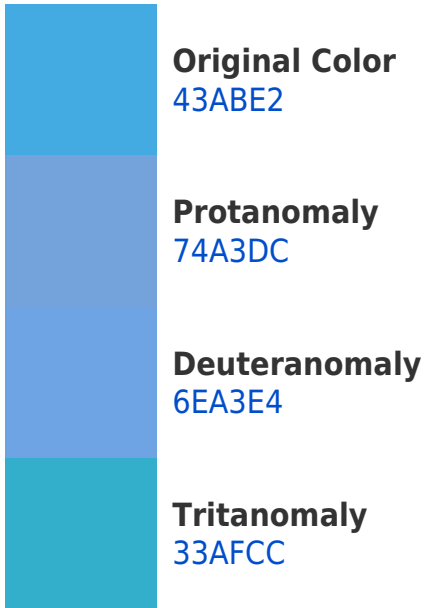 Original Color
43ABE2
Protanomaly
74A3DC
Deuteranomaly
6EA3E4
Tritanomaly
33AFCC